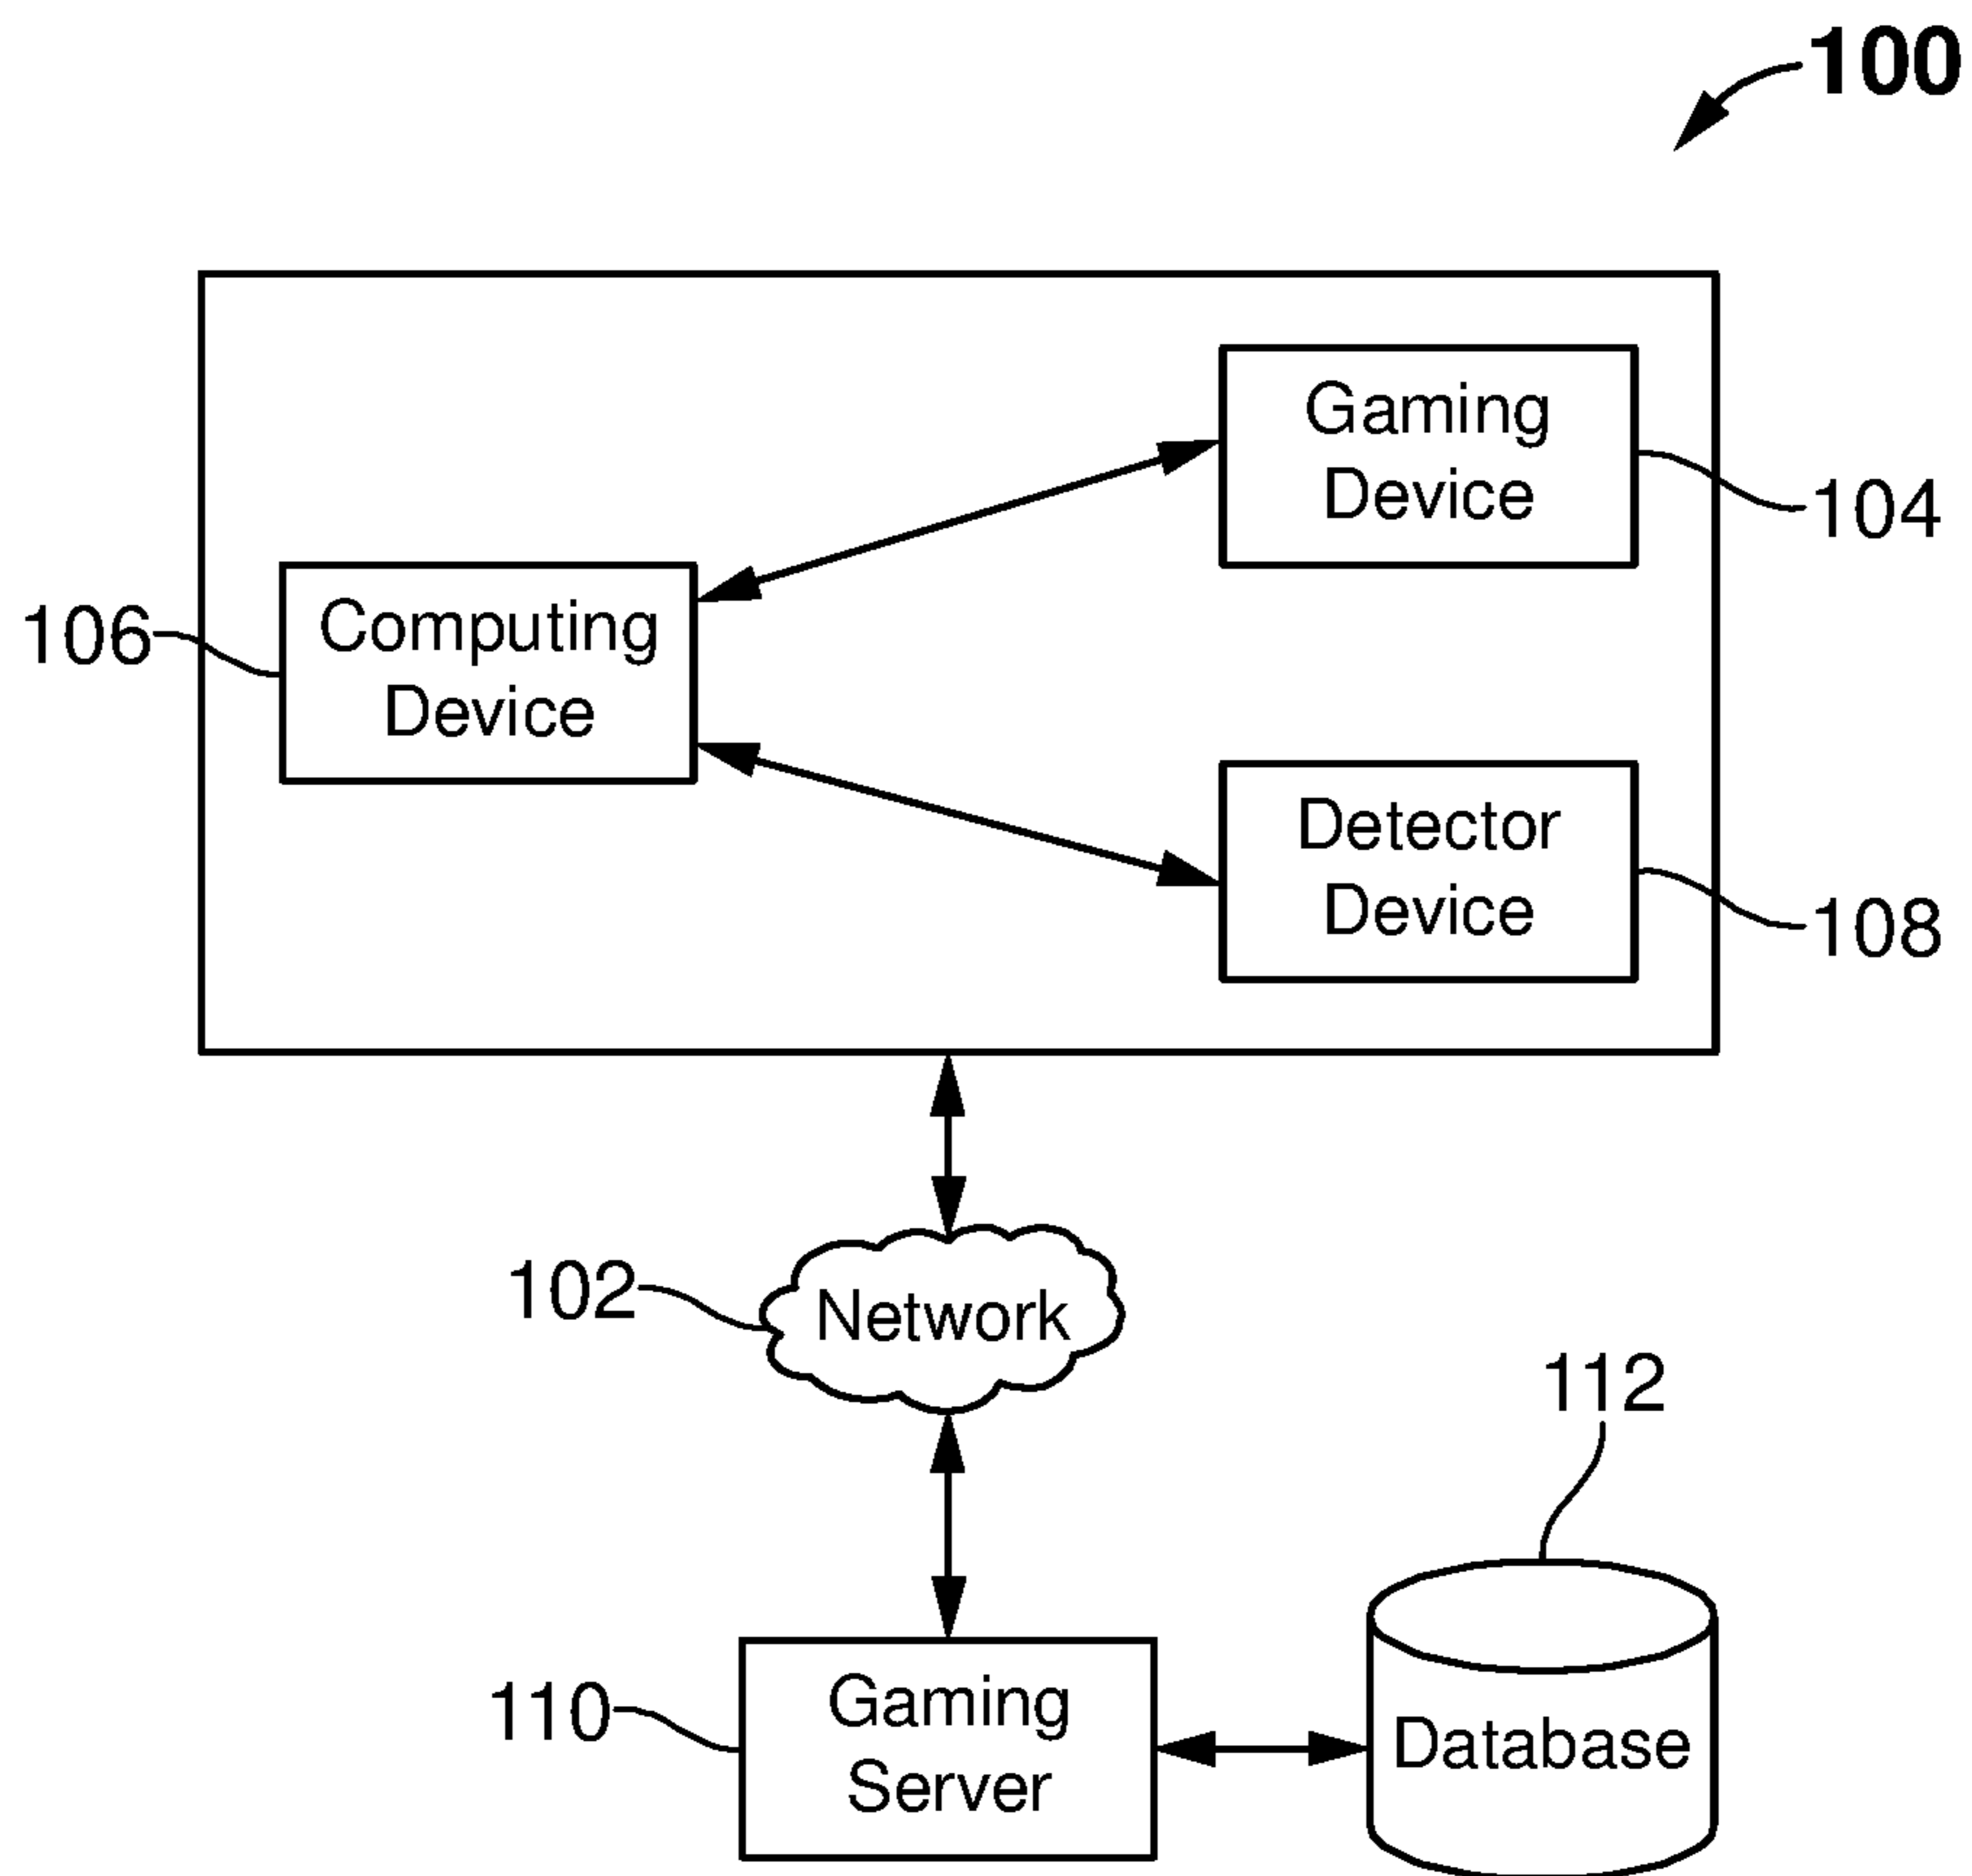 100
Gaming
Device
104
106
Computing
Device
Detector
Device
108
102
Network
112
110
Gaming
Server
Database